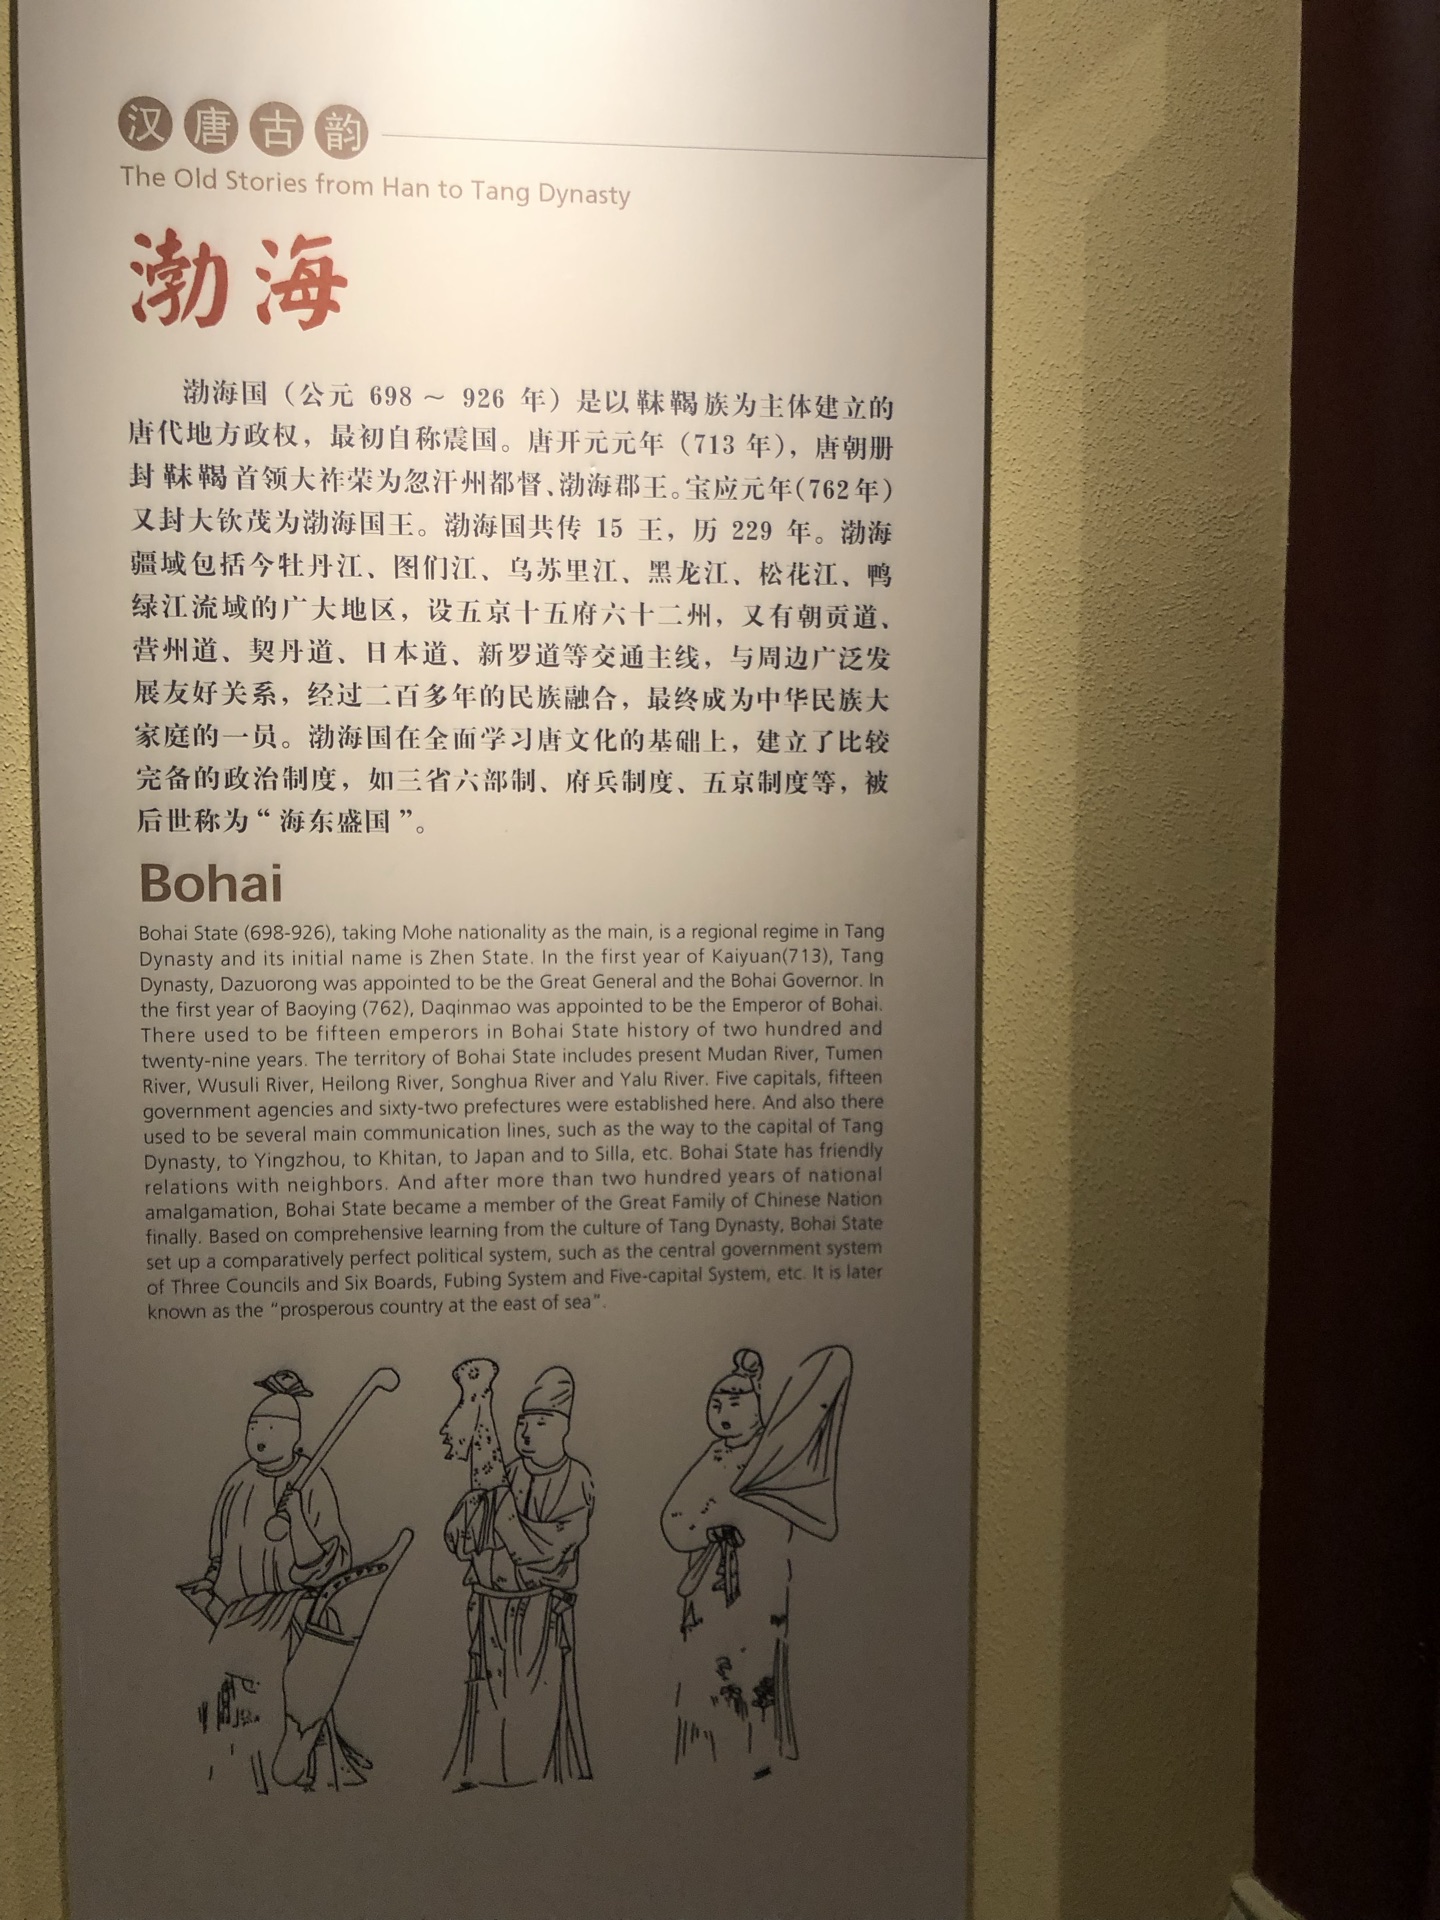 汉唐古韵
The Old Stories from Han to Tang Dynasty
渤海
渤海国（公元 698～ 926 年）是以靺鞨族为主体建立的
唐代地方政权，最初自称震国。唐开元元年（713 年），唐朝册
封靺鞨首领大祚荣为忽汗州都督、渤海郡王。宝应元年(762年)
又封大钦茂为渤海国王。渤海国共传 15 王，历 229 年。渤海
疆域包括今牡丹江、图们江、乌苏里江、黑龙江、松花江、鸭
绿江流域的广大地区，设五京十五府六十二州，又有朝贡道、
营州道、契丹道、日本道、新罗道等交通主线，与周边广泛发
展友好关系，经过二百多年的民族融合，最终成为中华民族大
家庭的一员。渤海国在全面学习唐文化的基础上，建立了比较
完备的政治制度，如三省六部制、府兵制度、五京制度等，被
后世称为“海东盛国”。
Bohai
Bohai State (698-926), taking Mohe nationality as the main, is a regional regime in Tang
Dynasty and its initial name is Zhen State. In the first year of Kaiyuan(713), Tang
Dynasty, Dazuorong was appointed to be the Great General and the Bohai Governor. In
the first year of Baoying (762), Daqinmao was appointed to be the Emperor of Bohai.
There used to be fifteen emperors in Bohai State history of two hundred and
twenty-nine years. The territory of Bohai State includes present Mudan River, Tumen
River, Wusuli River, Heilong River, Songhua River and Yalu River. Five capitals, fifteen
government agencies and sixty-two prefectures were established here. And also there
used to be several main communication lines, such as the way to the capital of Tang
Dynasty, to Yingzhou, to Khitan, to Japan and to Silla, etc. Bohai State has friendly
relations with neighbors. And after more than two hundred years of national
amalgamation, Bohai State became a member of the Great Family of Chinese Nation
finally. Based on comprehensive learning from the culture of Tang Dynasty, Bohai State
set up a comparatively perfect political system, such as the central government system
of Three Councils and Six Boards, Fubing System and Five-capital System, etc. It is later
known as the “prosperous country at the east of sea”.